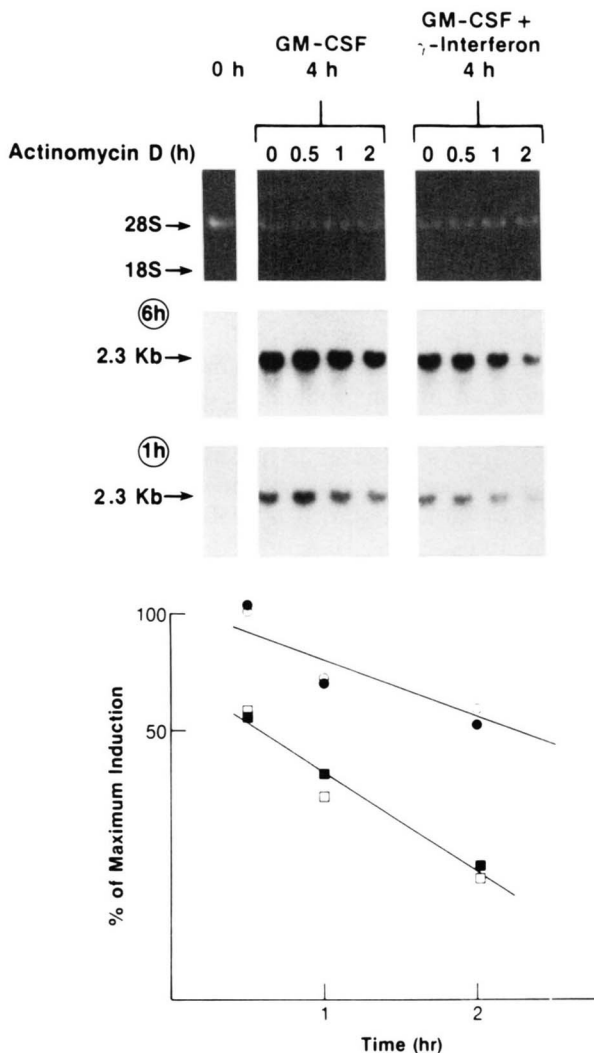 GM-CSF
4 h
GM-CSF +
γ-Interferon
4 h
0 h
Actinomycin D (h)
0 0.5 1 2
0 0.5 1 2
28S→
18S→
6h
2.3 Kb→
1h
2.3 Kb→
100
50
% of Maximum Induction
1
2
Time (hr)